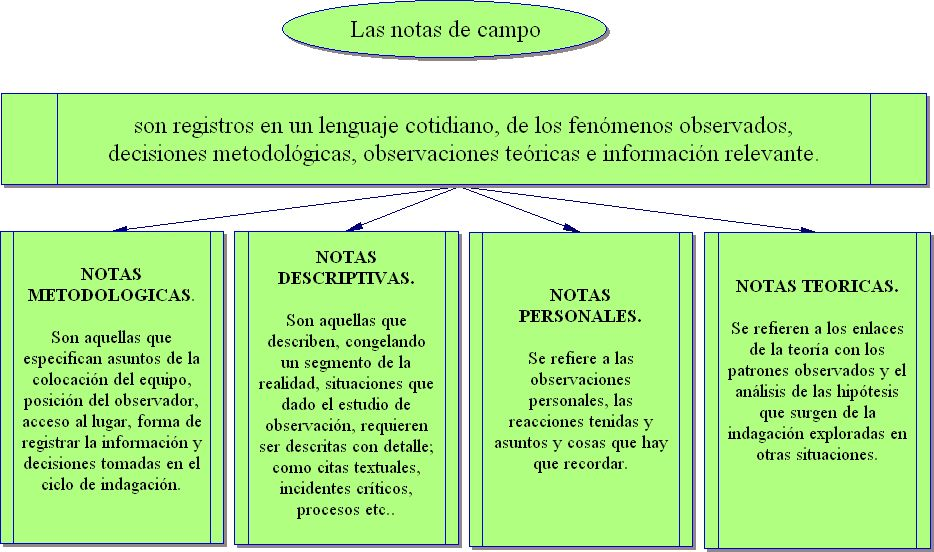 Las notas de campo
son registros en un lenguaje cotidiano, de los fenómenos observados,
decisiones metodológicas, observaciones teóricas e información relevante.
NOTAS
METODOLOGICAS.
Son aquellas que
especifican asuntos de la
colocación del equipo,
posición del observador,
acceso al lugar, forma de
registrar la información y
decisiones tomadas en el
ciclo de indagación.
NOTAS
DESCRIPTIVAS.
Son aquellas que
describen, congelando
un segmento de la
realidad, situaciones que
dado el estudio de
observación, requieren
ser descritas con detalle;
como citas textuales,
incidentes críticos,
procesos etc..
NOTAS
PERSONALES.
Se refiere a las
observaciones
personales, las
reacciones tenidas y
asuntos y cosas que hay
que recordar.
NOTAS TEORICAS.
Se refieren a los enlaces
de la teoría con los
patrones observados y el
análisis de las hipótesis
que surgen de la
indagación exploradas en
otras situaciones.